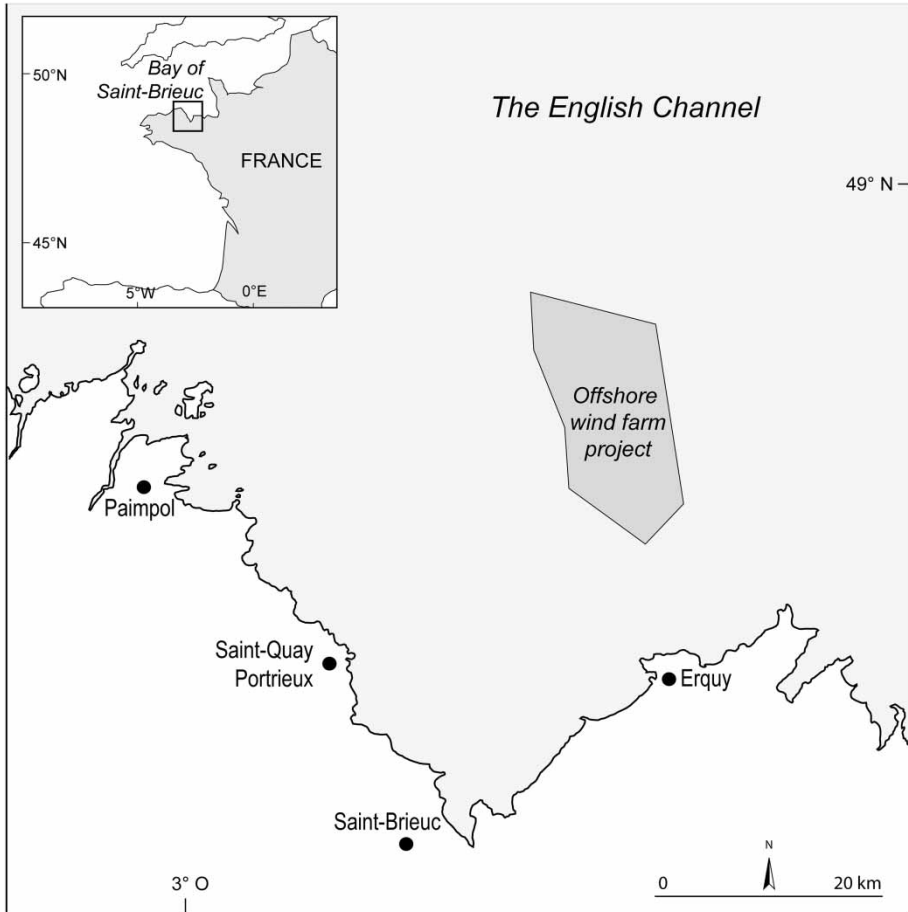 50°N
Bay of
Saint-Brieuc
FRANCE
45°N
5°W
0°E
The English Channel
49° N
Offshore
wind farm
project
Paimpol
Saint-Quay
Portrieux
Erquy
Saint-Brieuc
3° O
N
0
20 km